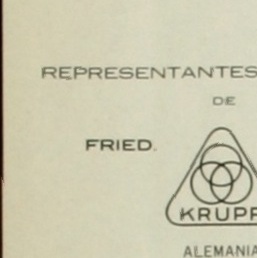 REPRESENTANTES
DE
FRIED.
KRUPP
ALEMANIA